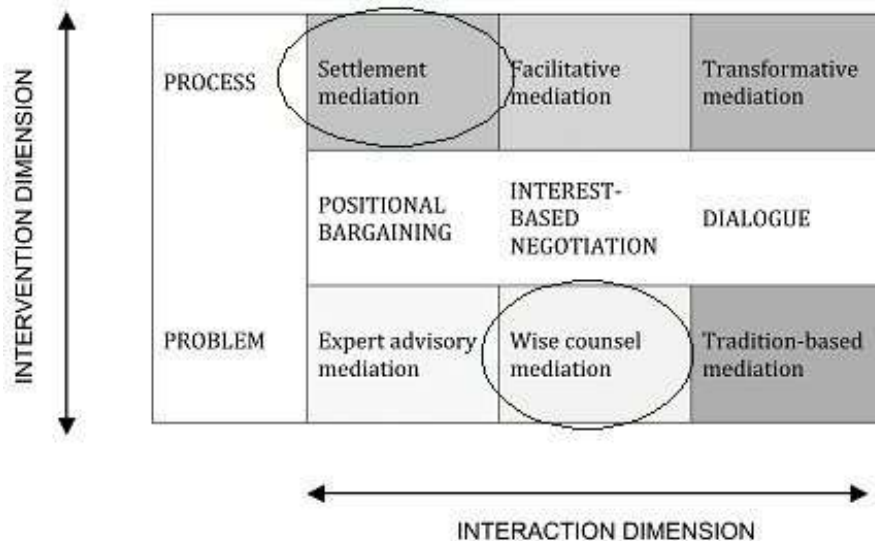 INTERVENTION DIMENSION
PROCESS
Settlement
mediation
Facilitative
mediation
Transformative
mediation
POSITIONAL
BARGAINING
INTEREST-
BASED
NEGOTIATION
DIALOGUE
PROBLEM
Expert advisory
mediation
Wise counsel
mediation
Tradition-based
mediation
INTERACTION DIMENSION